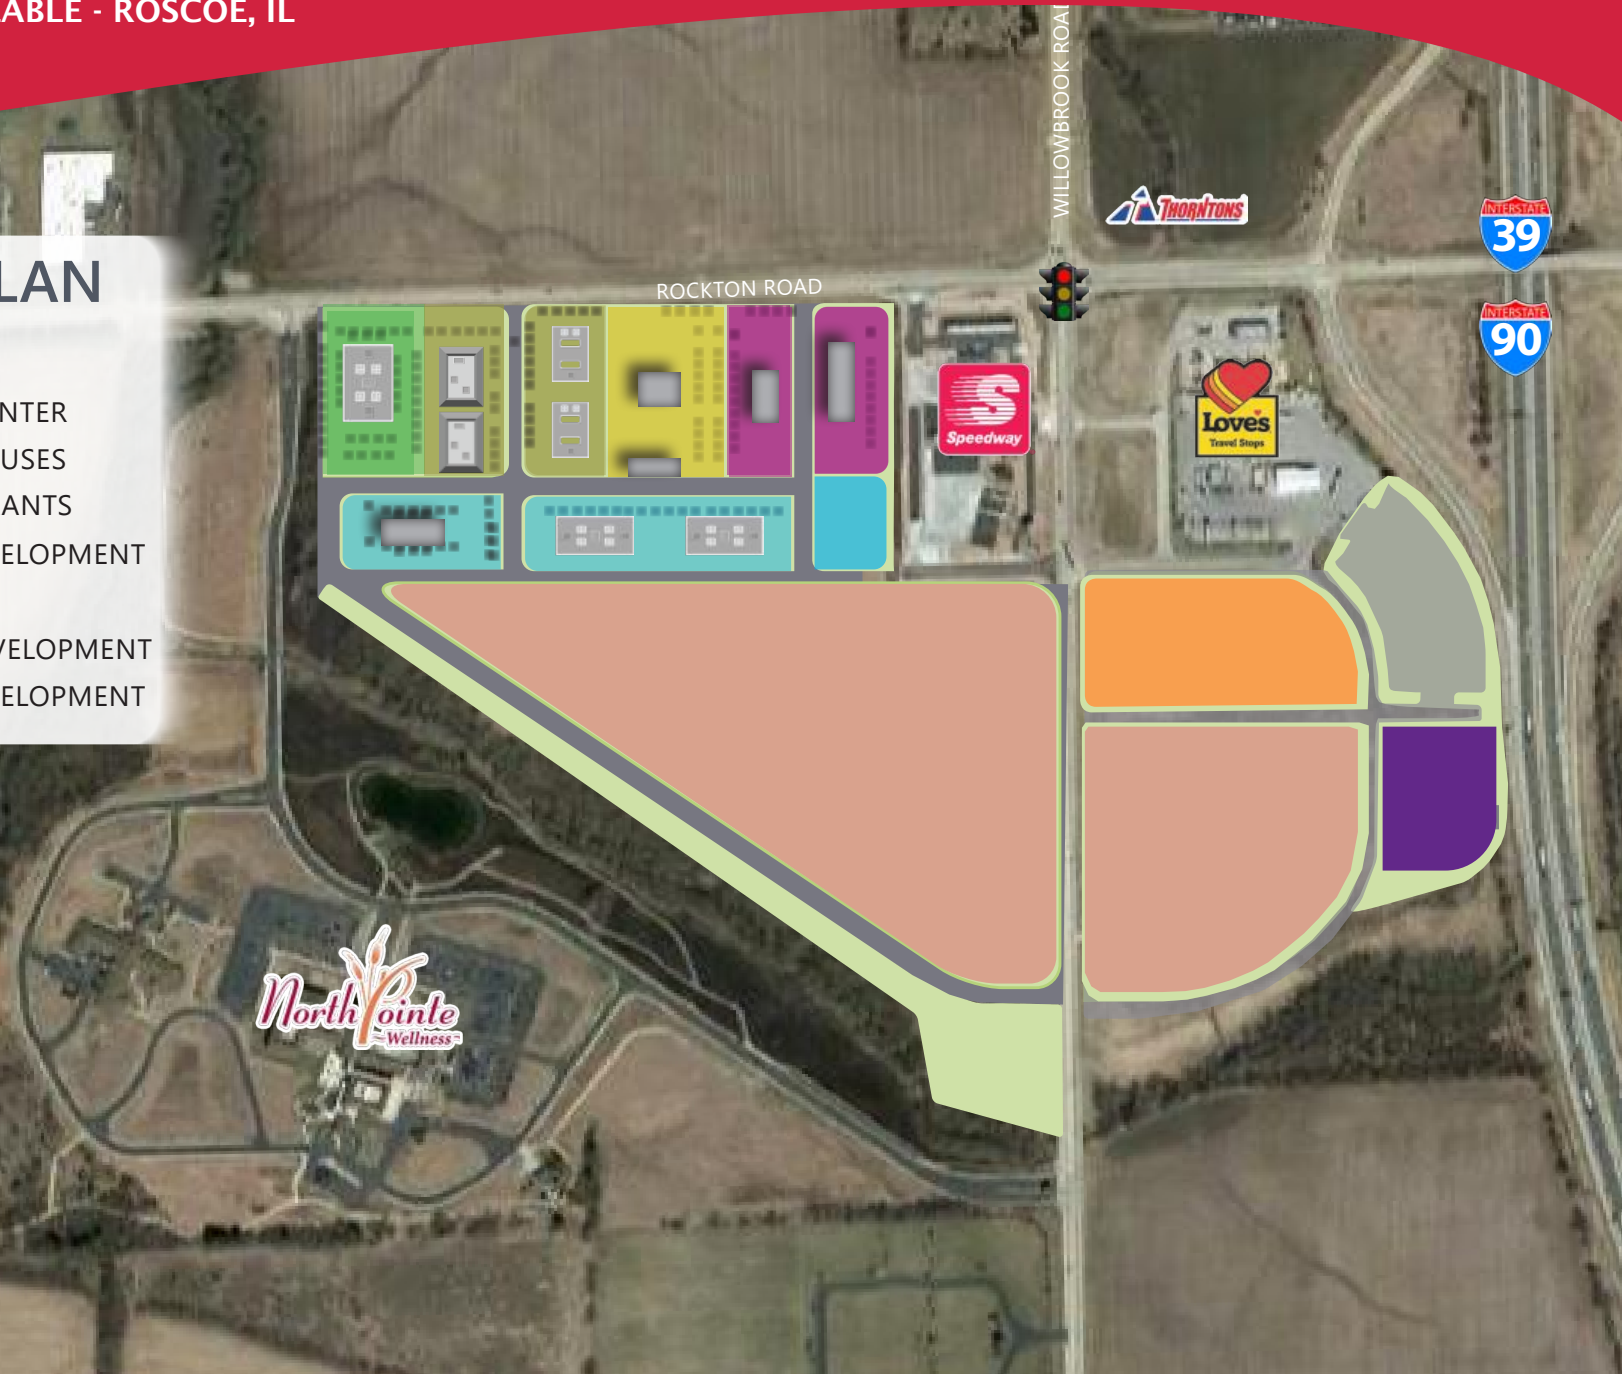 ABLE - ROSCOE, IL
LAN
NTER
USES
ANTS
ELOPMENT
VELOPMENT
ELOPMENT
WILLOWBROOK ROAD
THORNTONS
INTERSTATE
39
ROCKTON ROAD
INTERSTATE
90
S
Speedway
Love's
Travel Stops
NorthPointe
Wellness